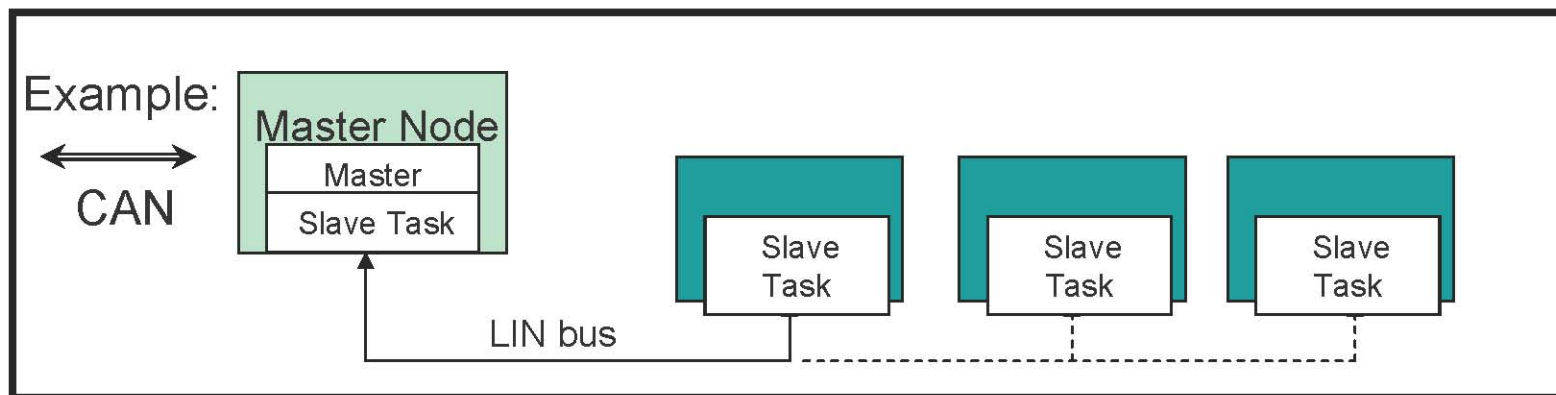 Example:
CAN
Master Node
Master
Slave Task
Slave
Task
Slave
Task
Slave
Task
LIN bus